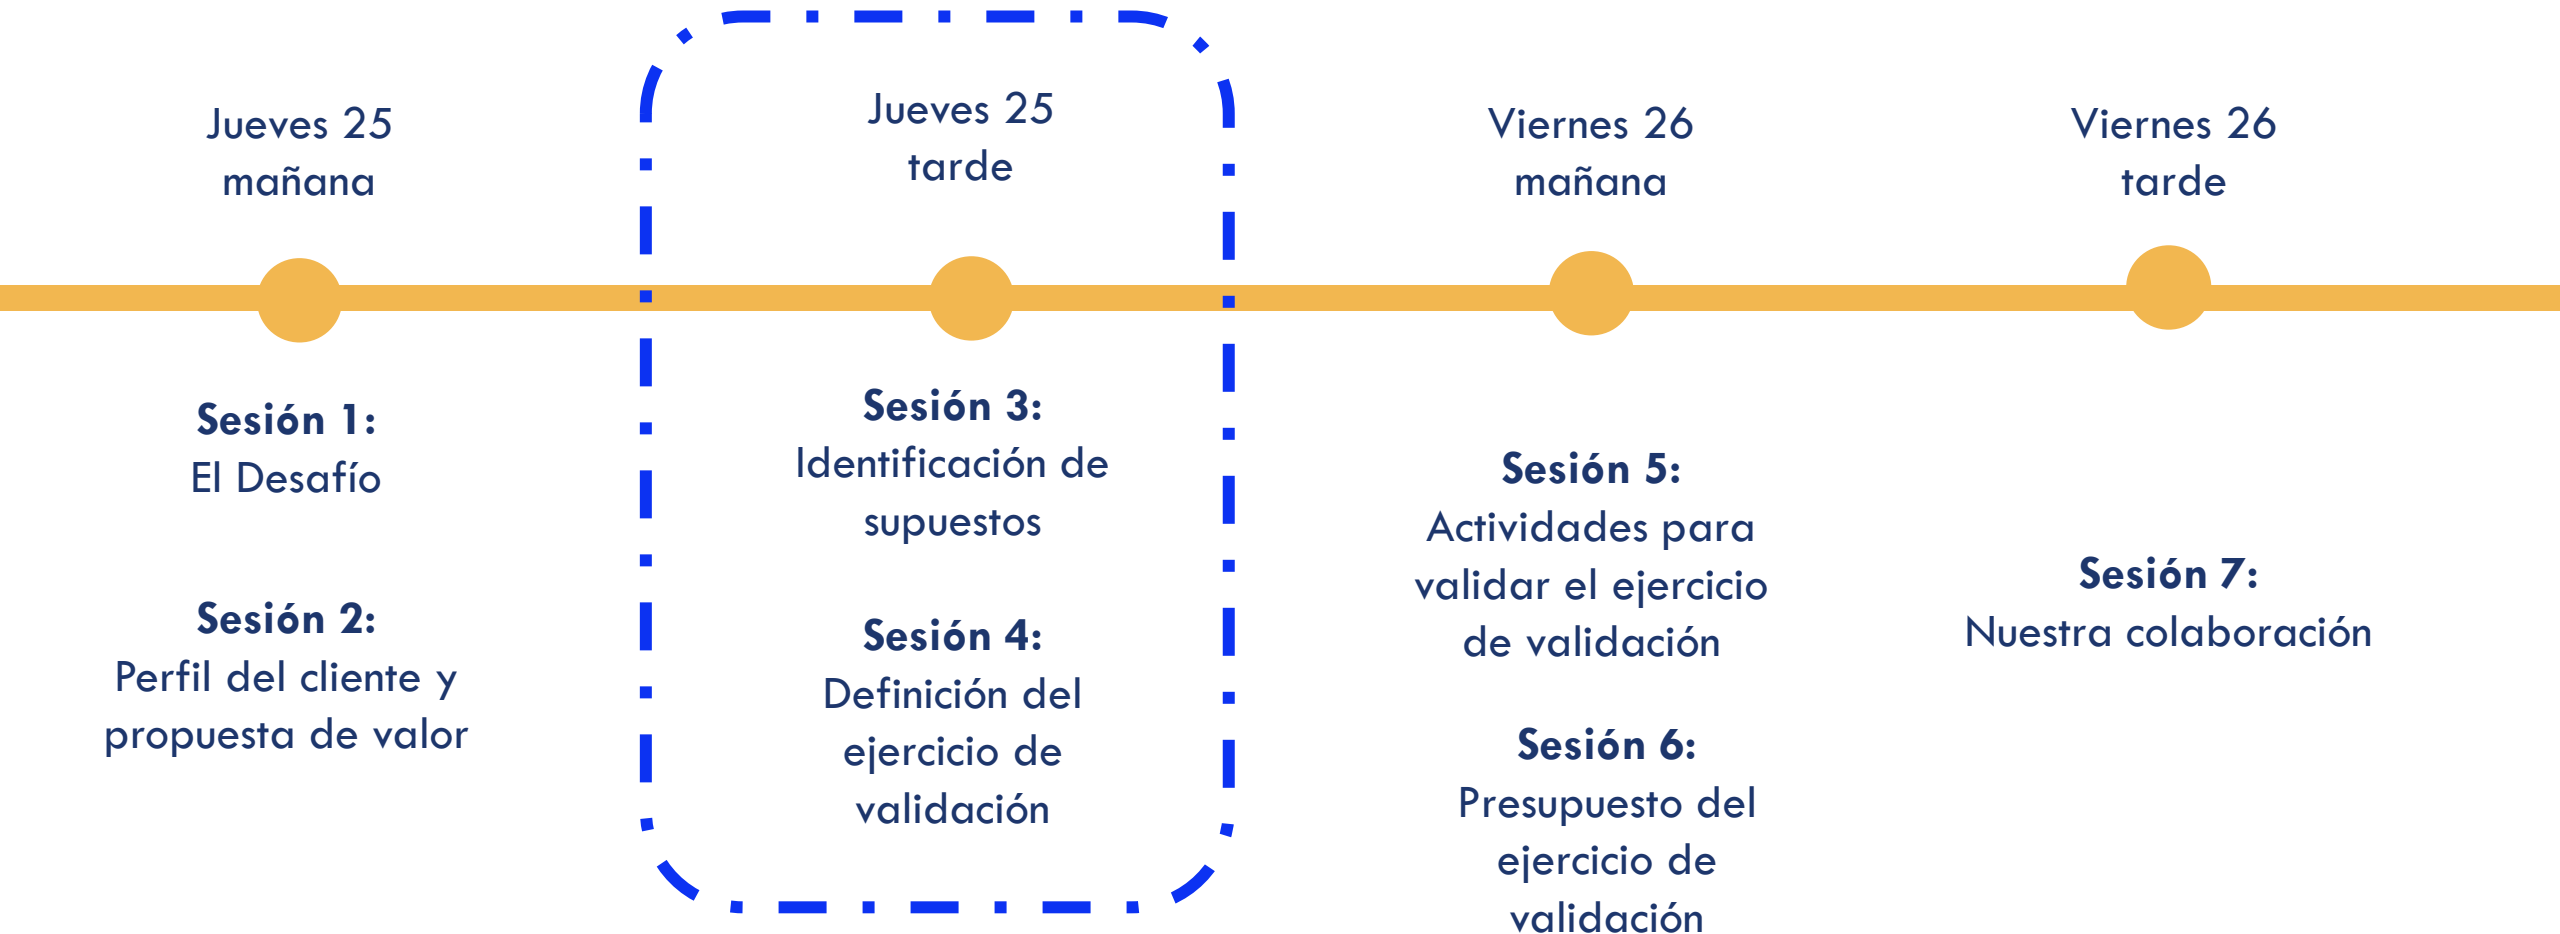 Jueves 25
mañana
Sesión 1:
El Desafío
Sesión 2:
Perfil del cliente y
propuesta de valor
Jueves 25
tarde
Sesión 3:
Identificación de
supuestos
Sesión 4:
Definición del
ejercicio de
validación
Viernes 26
mañana
Sesión 5:
Actividades para
validar el ejercicio
de validación
Sesión 6:
Presupuesto del
ejercicio de
validación
Viernes 26
tarde
Sesión 7:
Nuestra colaboración